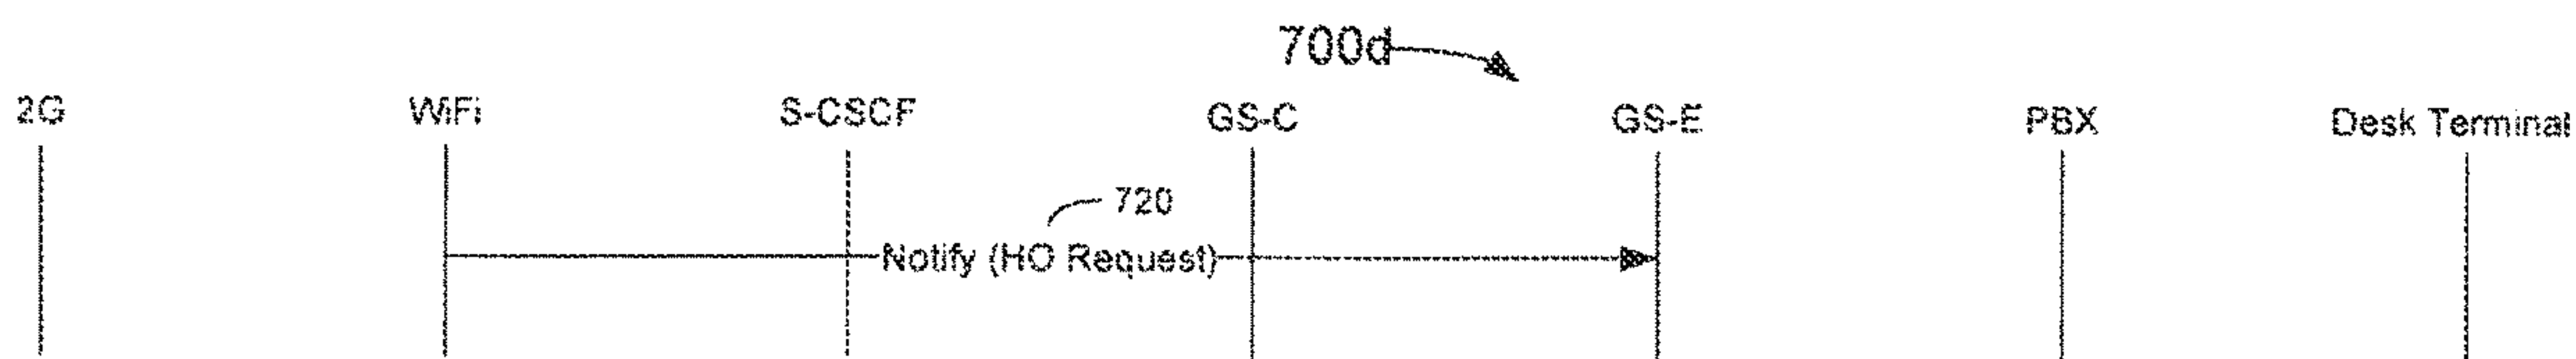 700d
2G WiFi S-CSCF GS-C GS-E PBX Desk Terminal
720
Notify (HO Request)